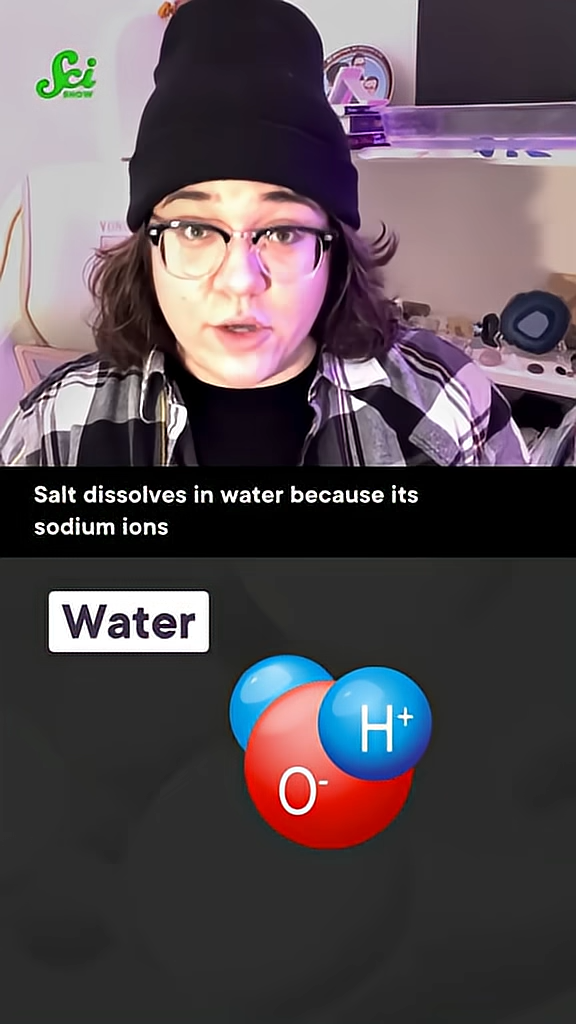 Sci
SHOW
Salt dissolves in water because its
sodium ions
Water
H⁺
O⁻